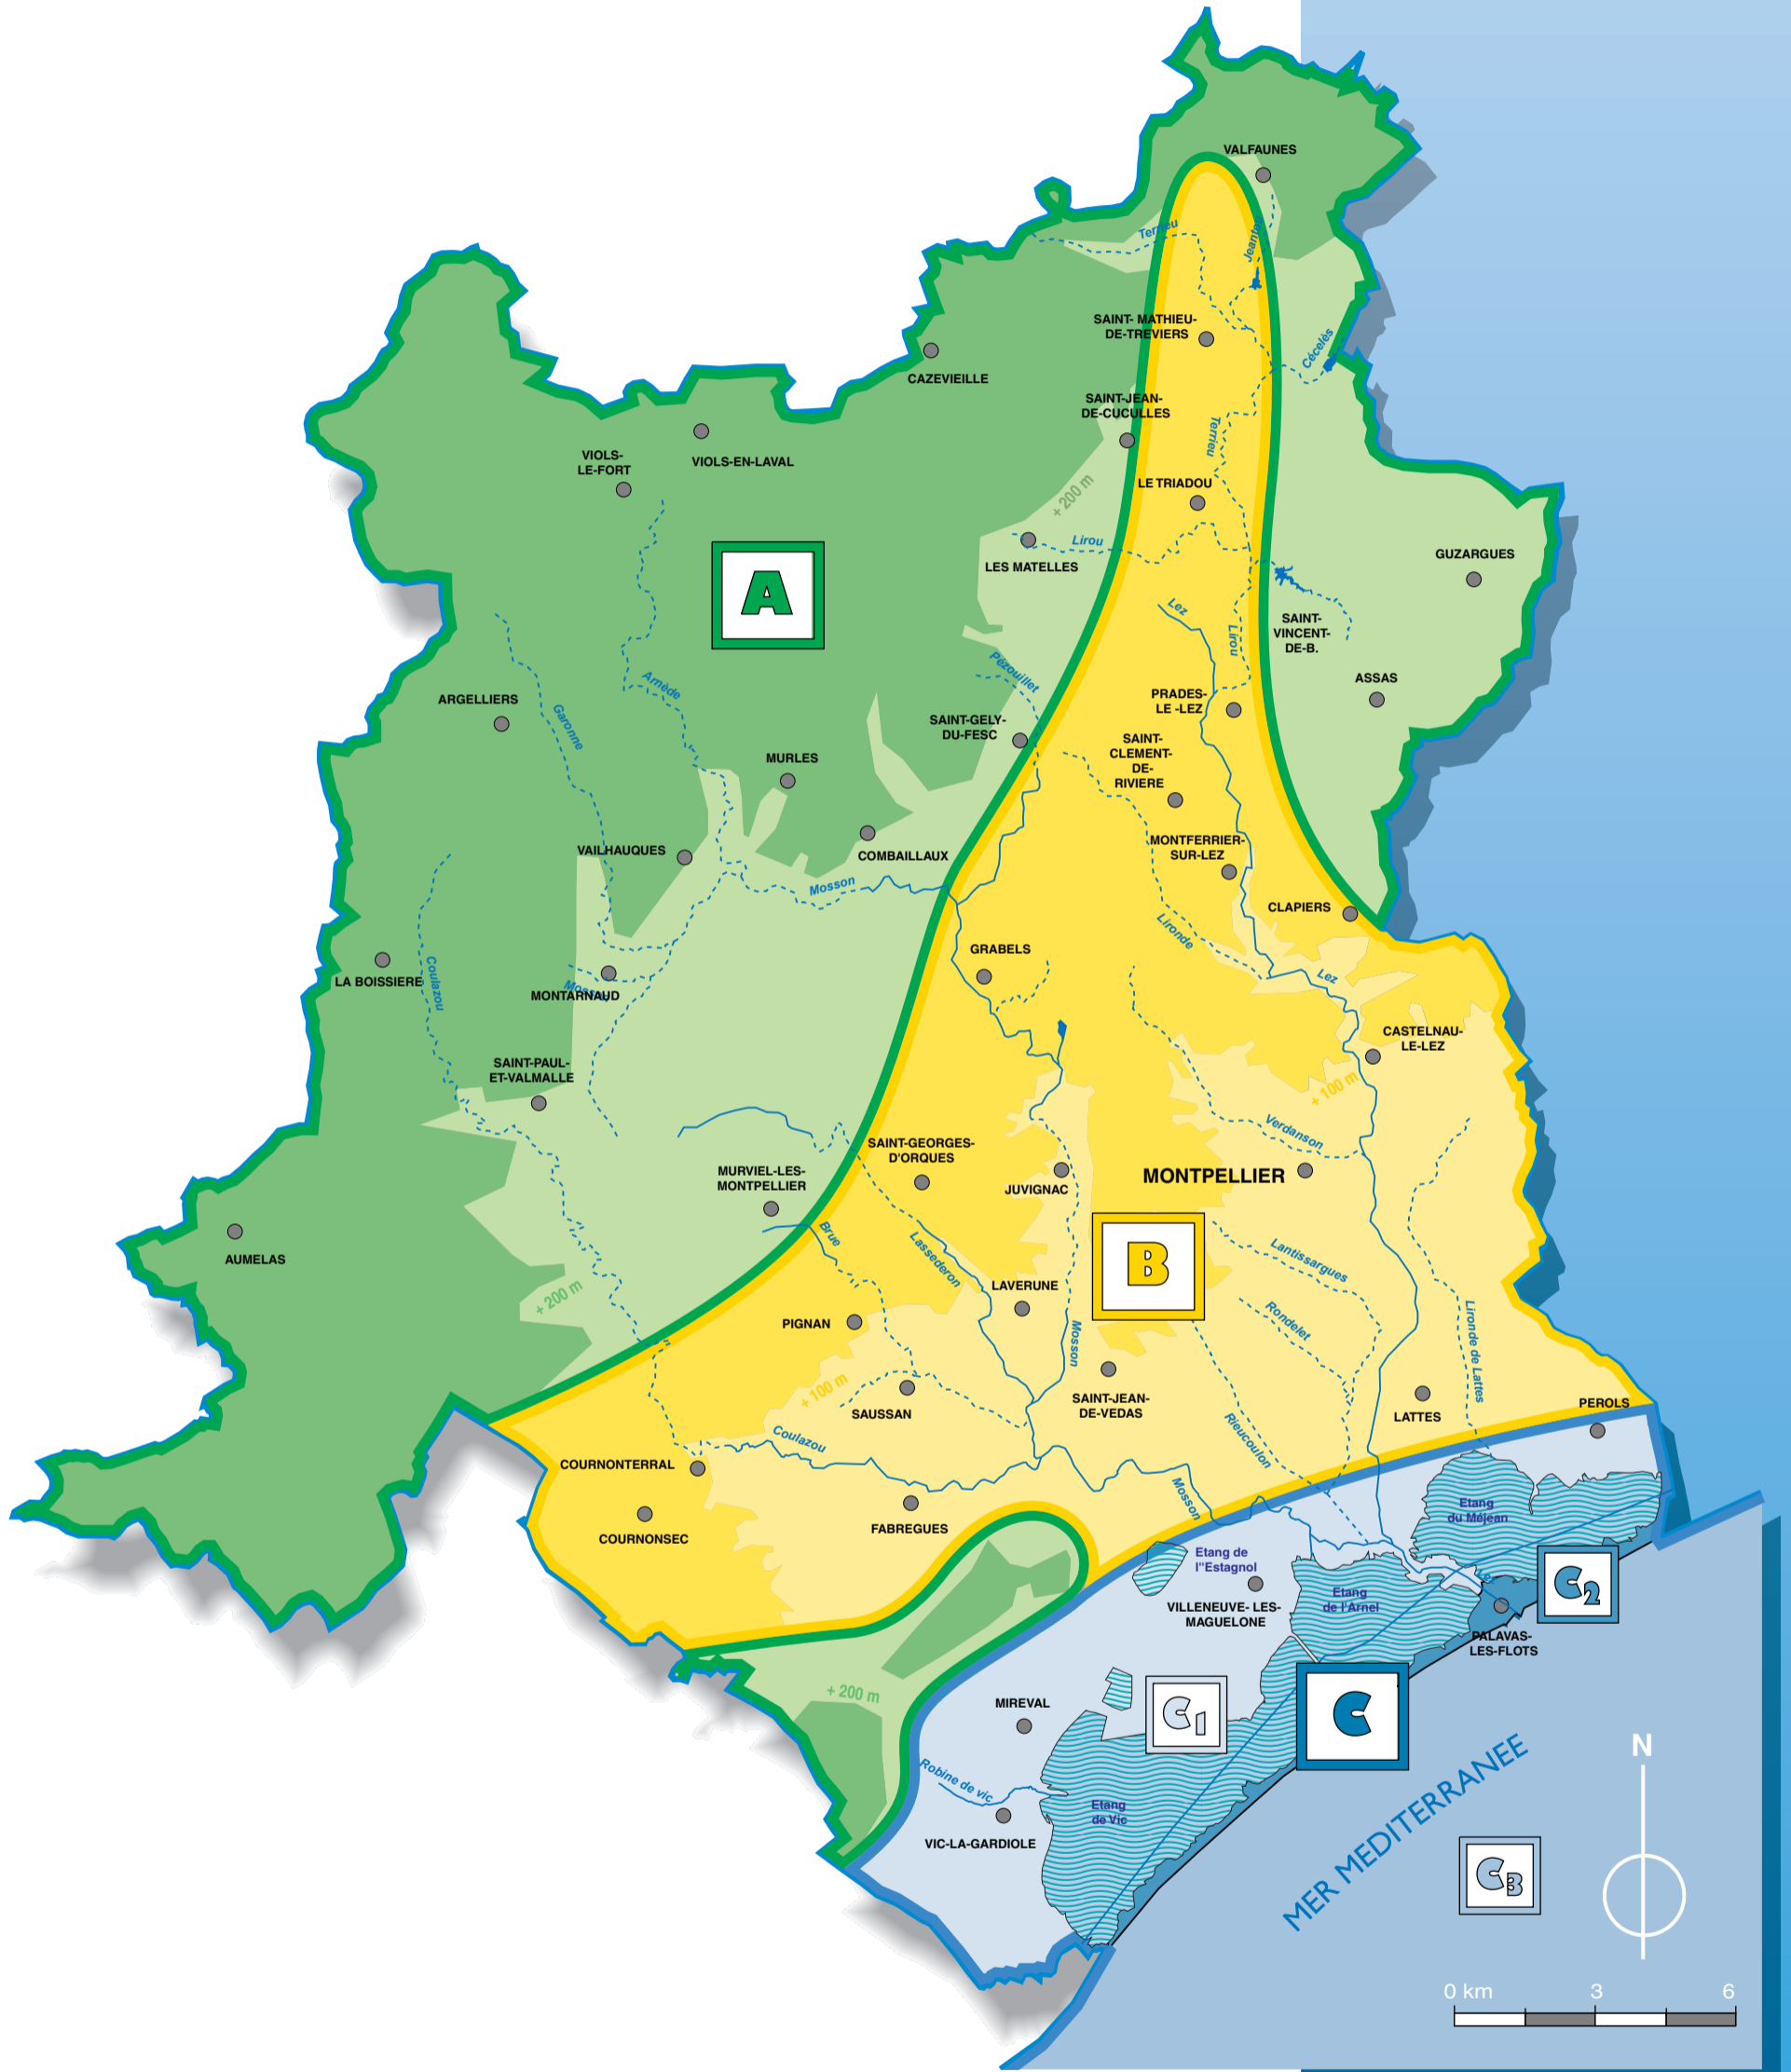 VALFAUNES
Terrieu
Jeante
SAINT- MATHIEU-
DE-TREVIERS
Cécelès
CAZEVIEILLE
SAINT-JEAN-
DE-CUCULLES
Terrieu
VIOLS-
LE-FORT
VIOLS-EN-LAVAL
+ 200 m
LE TRIADOU
Lirou
LES MATELLES
GUZARGUES
A
Lez
Lirou
SAINT-
VINCENT-
DE-B.
Pézouillet
Arnède
ASSAS
ARGELLIERS
Garonne
PRADES-
LE -LEZ
SAINT-GELY-
DU-FESC
SAINT-
CLEMENT-
DE-
RIVIERE
MURLES
MONTFERRIER-
SUR-LEZ
VAILHAUQUES
COMBAILLAUX
Mosson
CLAPIERS
Lironde
GRABELS
LA BOISSIERE
Coulazou
Lez
MONTARNAUD
Mosson
CASTELNAU-
LE-LEZ
SAINT-PAUL-
ET-VALMALLE
+ 100 m
Verdanson
SAINT-GEORGES-
D'ORQUES
MURVIEL-LES-
MONTPELLIER
JUVIGNAC
MONTPELLIER
AUMELAS
Brue
Lassederon
B
Lantissargues
+ 200 m
LAVERUNE
PIGNAN
Mosson
Rondelet
Lironde de Lattes
+ 100 m
SAUSSAN
SAINT-JEAN-
DE-VEDAS
LATTES
PEROLS
Coulazou
Rieucoulon
COURNONTERRAL
Mosson
FABREGUES
COURNONSEC
Etang
du Méjean
Etang de
l''Estagnol
C2
Lez
Etang
de l'Arnel
VILLENEUVE- LES-
MAGUELONE
PALAVAS-
LES-FLOTS
+ 200 m
MIREVAL
C1
C
Robine de vic
Etang
de Vic
VIC-LA-GARDIOLE
MER MEDITERRANEE
N
C3
0 km 3 6